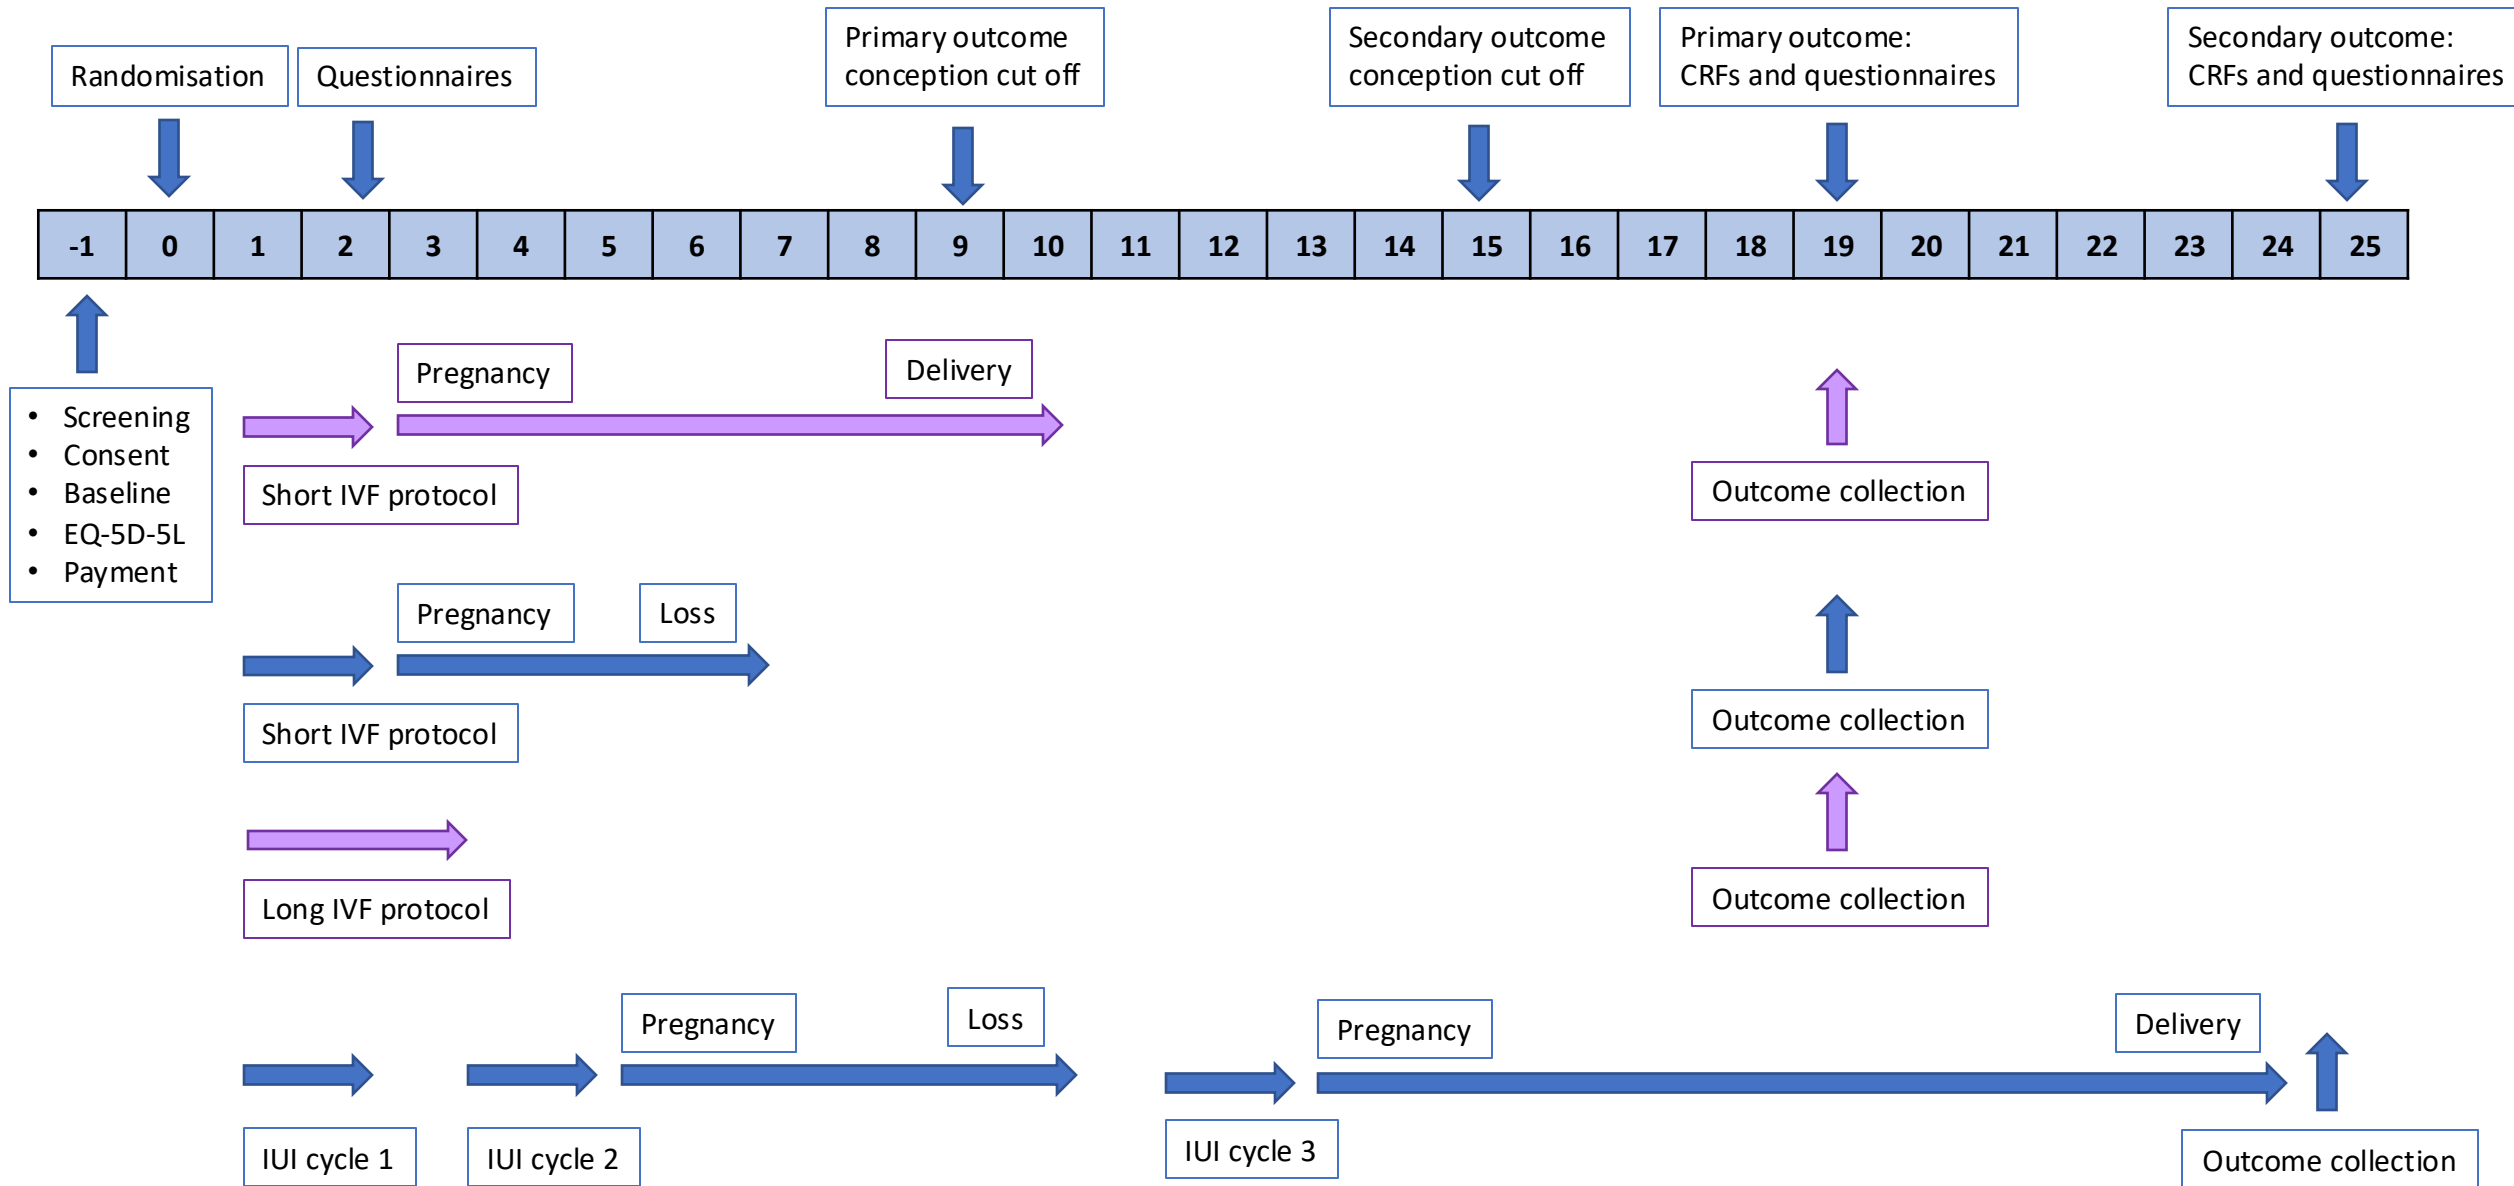 Randomisation
Questionnaires
Primary outcome
conception cut off
Secondary outcome
conception cut off
Primary outcome:
CRFs and questionnaires
Secondary outcome:
CRFs and questionnaires
-1 0 1 2 3 4 5 6 7 8 9 10 11 12 13 14 15 16 17 18 19 20 21 22 23 24 25
• Screening
• Consent
• Baseline
• EQ-5D-5L
• Payment
Pregnancy
Delivery
Short IVF protocol
Outcome collection
Pregnancy
Loss
Short IVF protocol
Outcome collection
Long IVF protocol
Outcome collection
Pregnancy
Loss
Pregnancy
Delivery
IUI cycle 1
IUI cycle 2
IUI cycle 3
Outcome collection